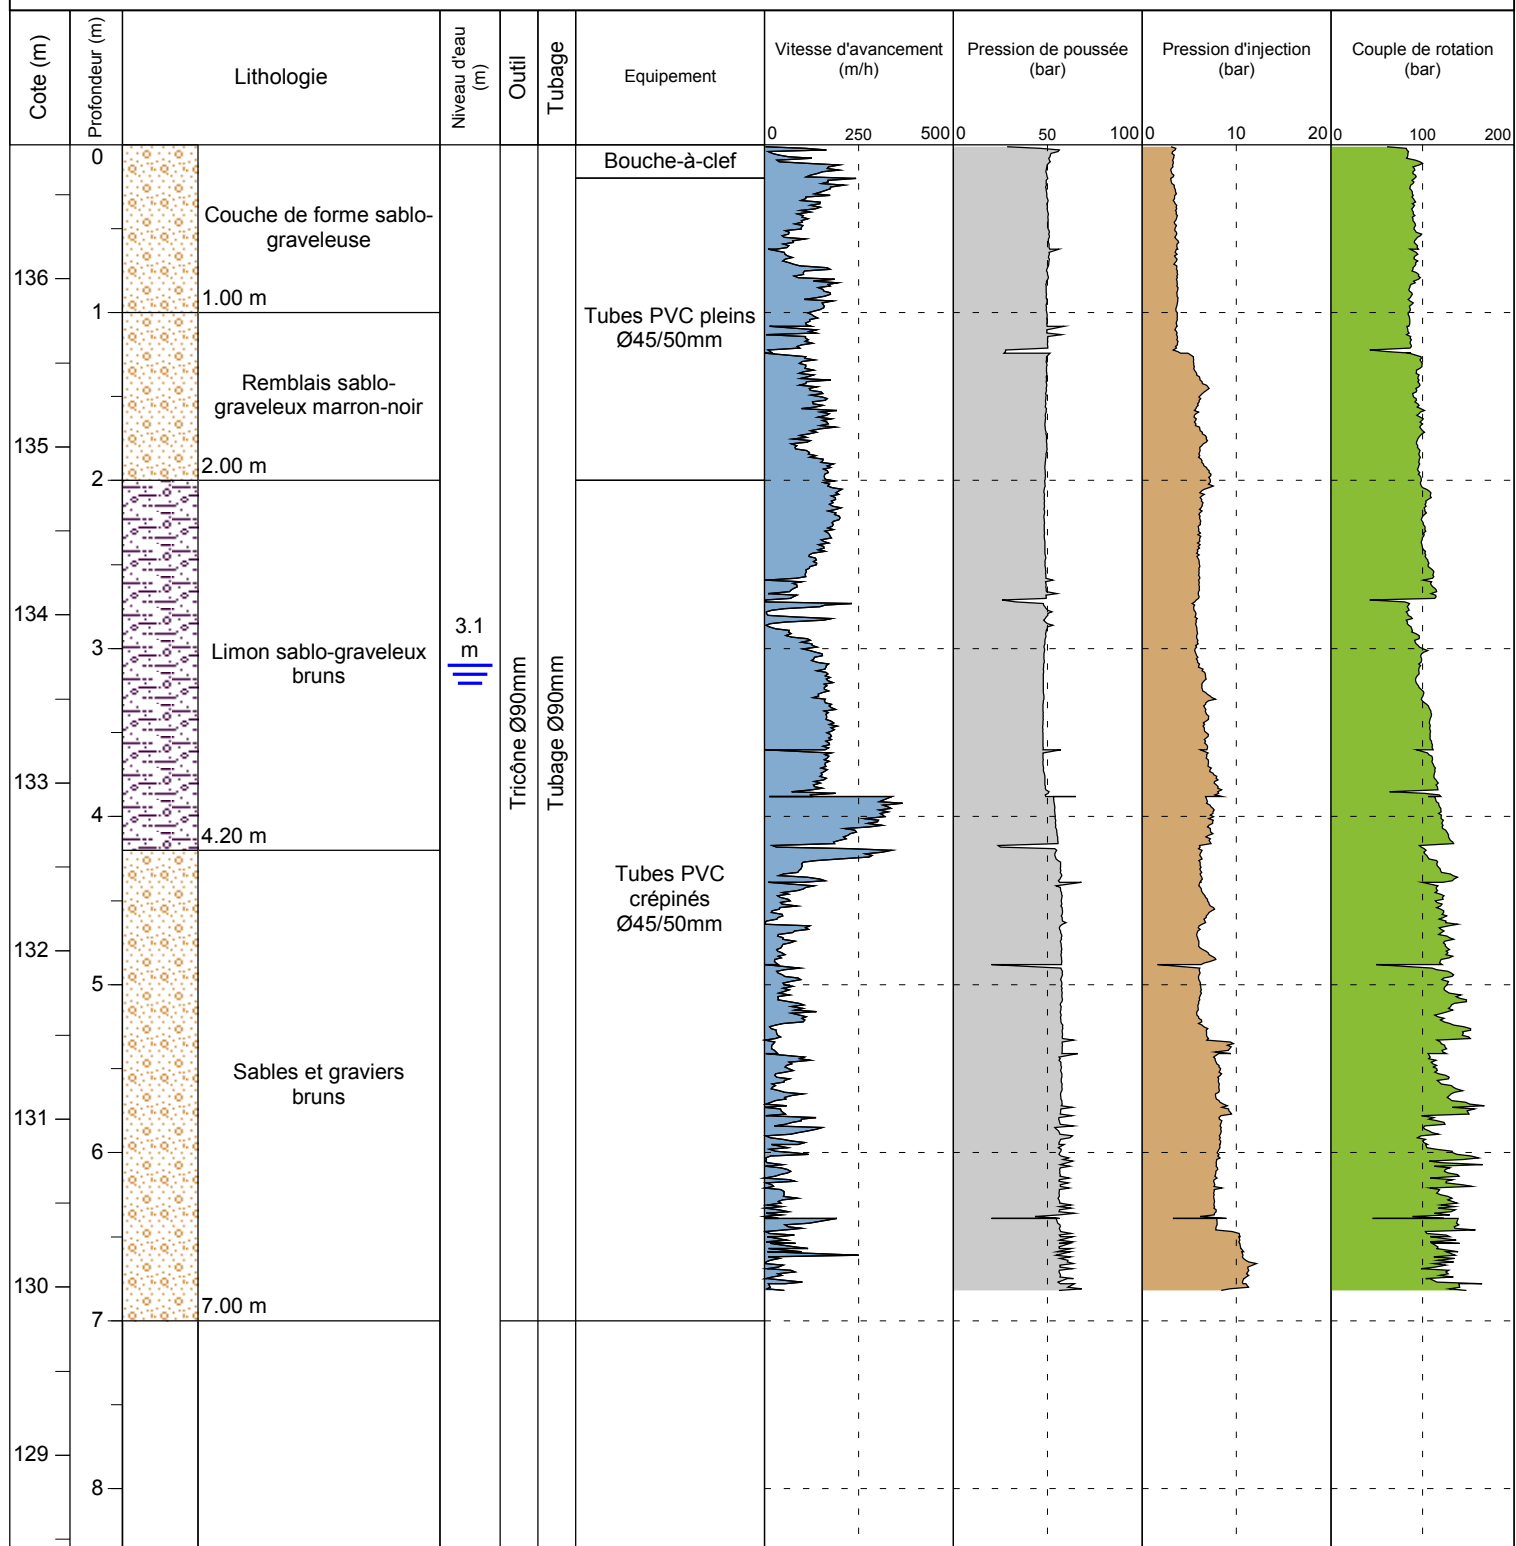 Cote (m)
Profondeur (m)
Lithologie
Niveau d'eau
(m)
Outil
Tubage
Equipement
Vitesse d'avancement
(m/h)
Pression de poussée
(bar)
Pression d'injection
(bar)
Couple de rotation
(bar)
0 250 500
0 50 100
0 10 20
0 100 200
0
Bouche-à-clef
Couche de forme sablo-
graveleuse
136
1.00 m
1
Tubes PVC pleins
Ø45/50mm
Remblais sablo-
graveleux marron-noir
135
2.00 m
2
134
3.1
m
3
Limon sablo-graveleux
bruns
Tricône Ø90mm
Tubage Ø90mm
133
4
4.20 m
Tubes PVC
crépinés
Ø45/50mm
132
5
Sables et graviers
bruns
131
6
130
7.00 m
7
129
8